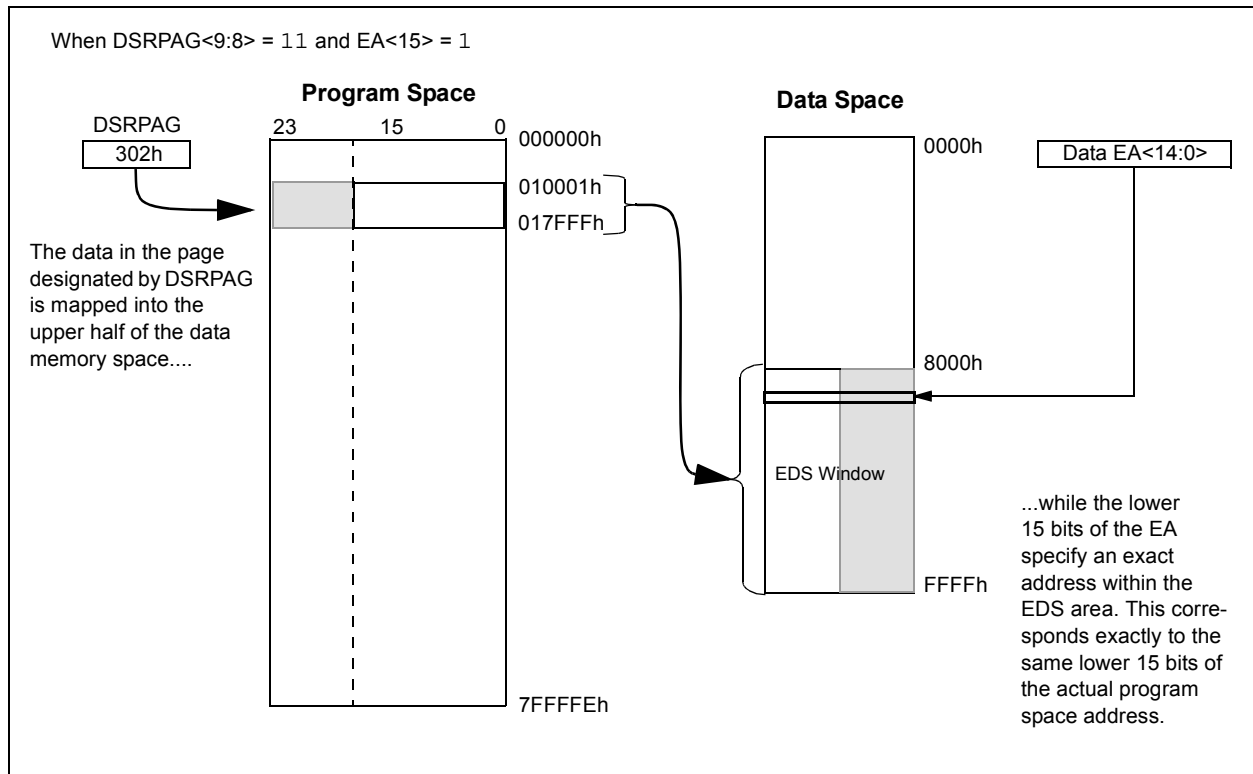 When DSRPAG<9:8> = 11 and EA<15> = 1
Program Space
Data Space
DSRPAG
302h
23 15 0
000000h
010001h
017FFFh
7FFFFEh
The data in the page
designated by DSRPAG
is mapped into the
upper half of the data
memory space....
0000h
8000h
FFFFh
EDS Window
Data EA<14:0>
...while the lower
15 bits of the EA
specify an exact
address within the
EDS area. This corre-
sponds exactly to the
same lower 15 bits of
the actual program
space address.